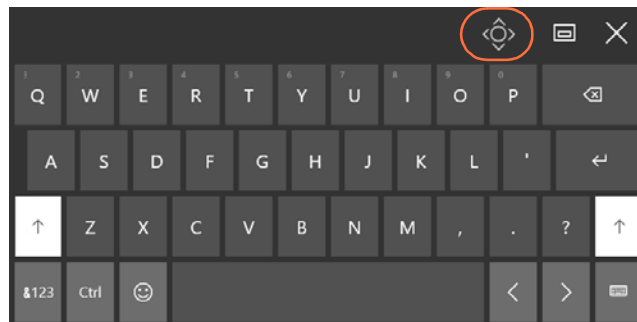 1 2 3 4 5 6 7 8 9 0
Q W E R T Y U I O P
A S D F G H J K L '
↑ Z X C V B N M , . ? ↑
&123 Ctrl < >